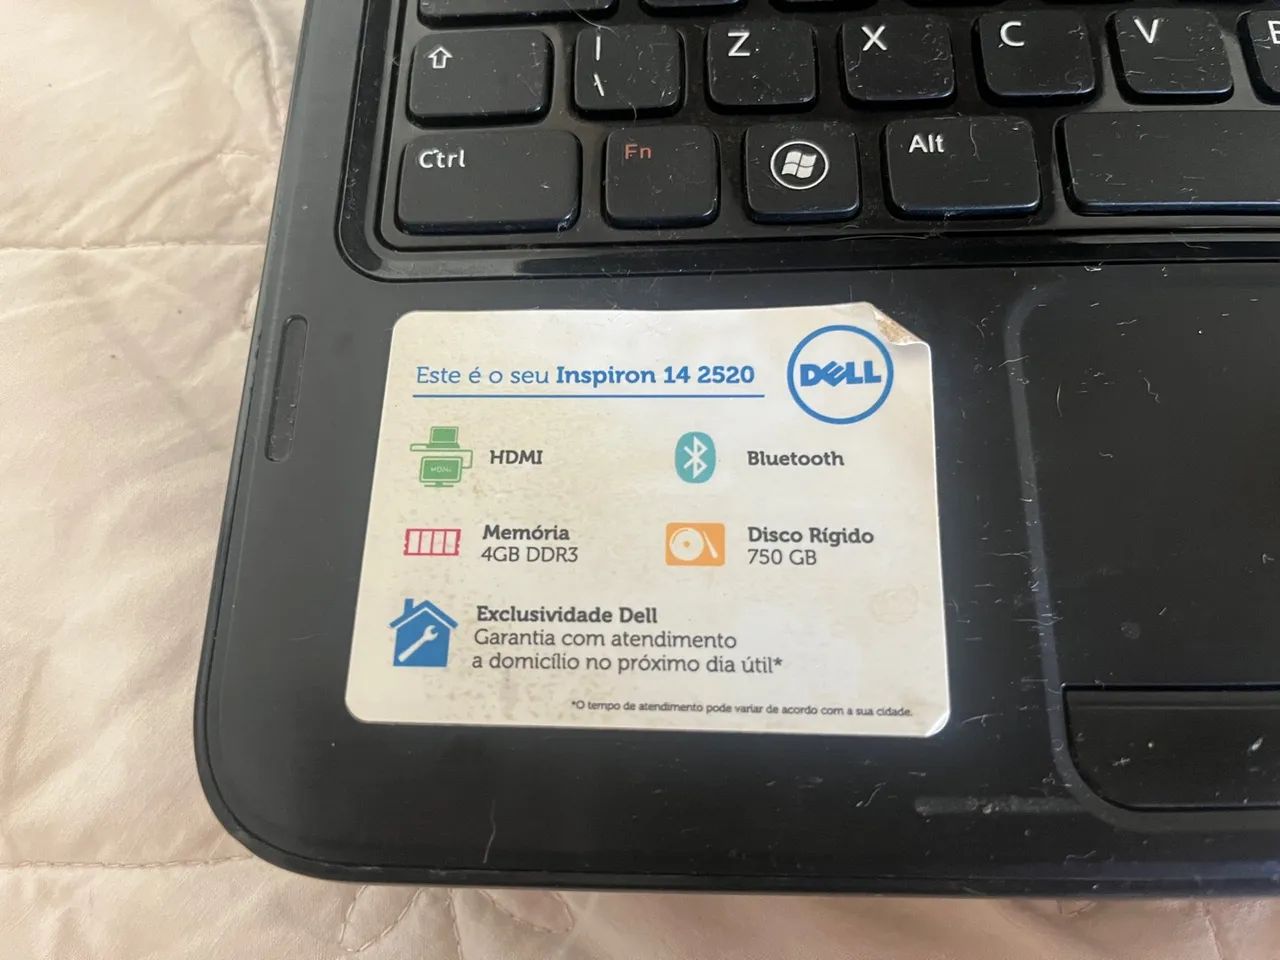 |
\
Z
X
C
V
Ctrl
Fn
Alt
Este é o seu Inspiron 14 2520
DELL
HDMI
HDMI
Bluetooth
Memória
4GB DDR3
Disco Rígido
750 GB
Exclusividade Dell
Garantia com atendimento
a domicílio no próximo dia útil*
*O tempo de atendimento pode variar de acordo com a sua cidade.